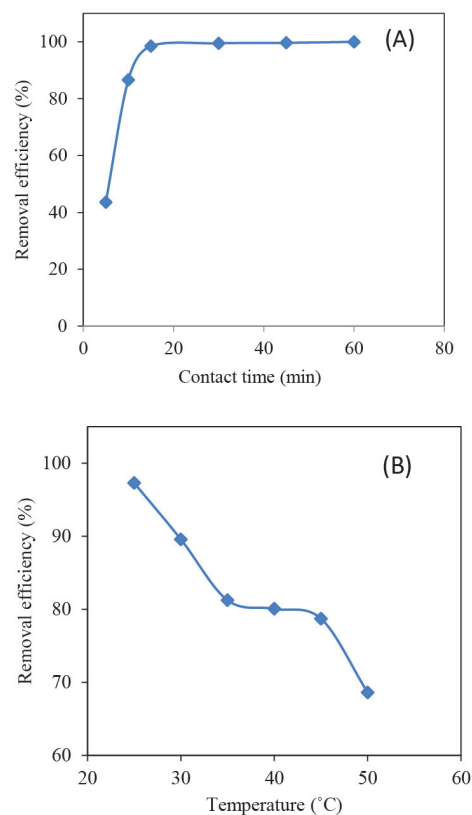 (A)
Removal efficiency (%)
100
80
60
40
20
0
0 20 40 60 80
Contact time (min)
(B)
Removal efficiency (%)
100
90
80
70
60
20 30 40 50 60
Temperature (˚C)